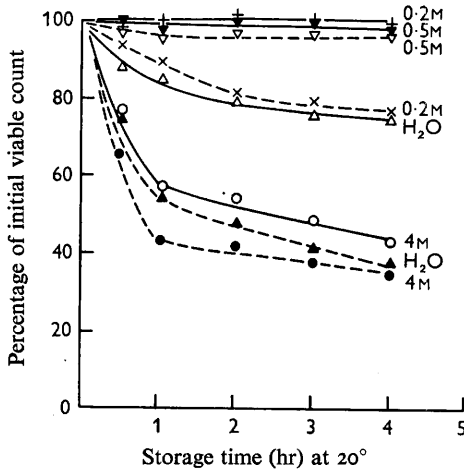 Percentage of initial viable count
100
80
60
40
20
0
0·2M
0·5M
0·5M
0·2M
H₂O
4M
H₂O
4M
1
2
3
4
5
Storage time (hr) at 20°